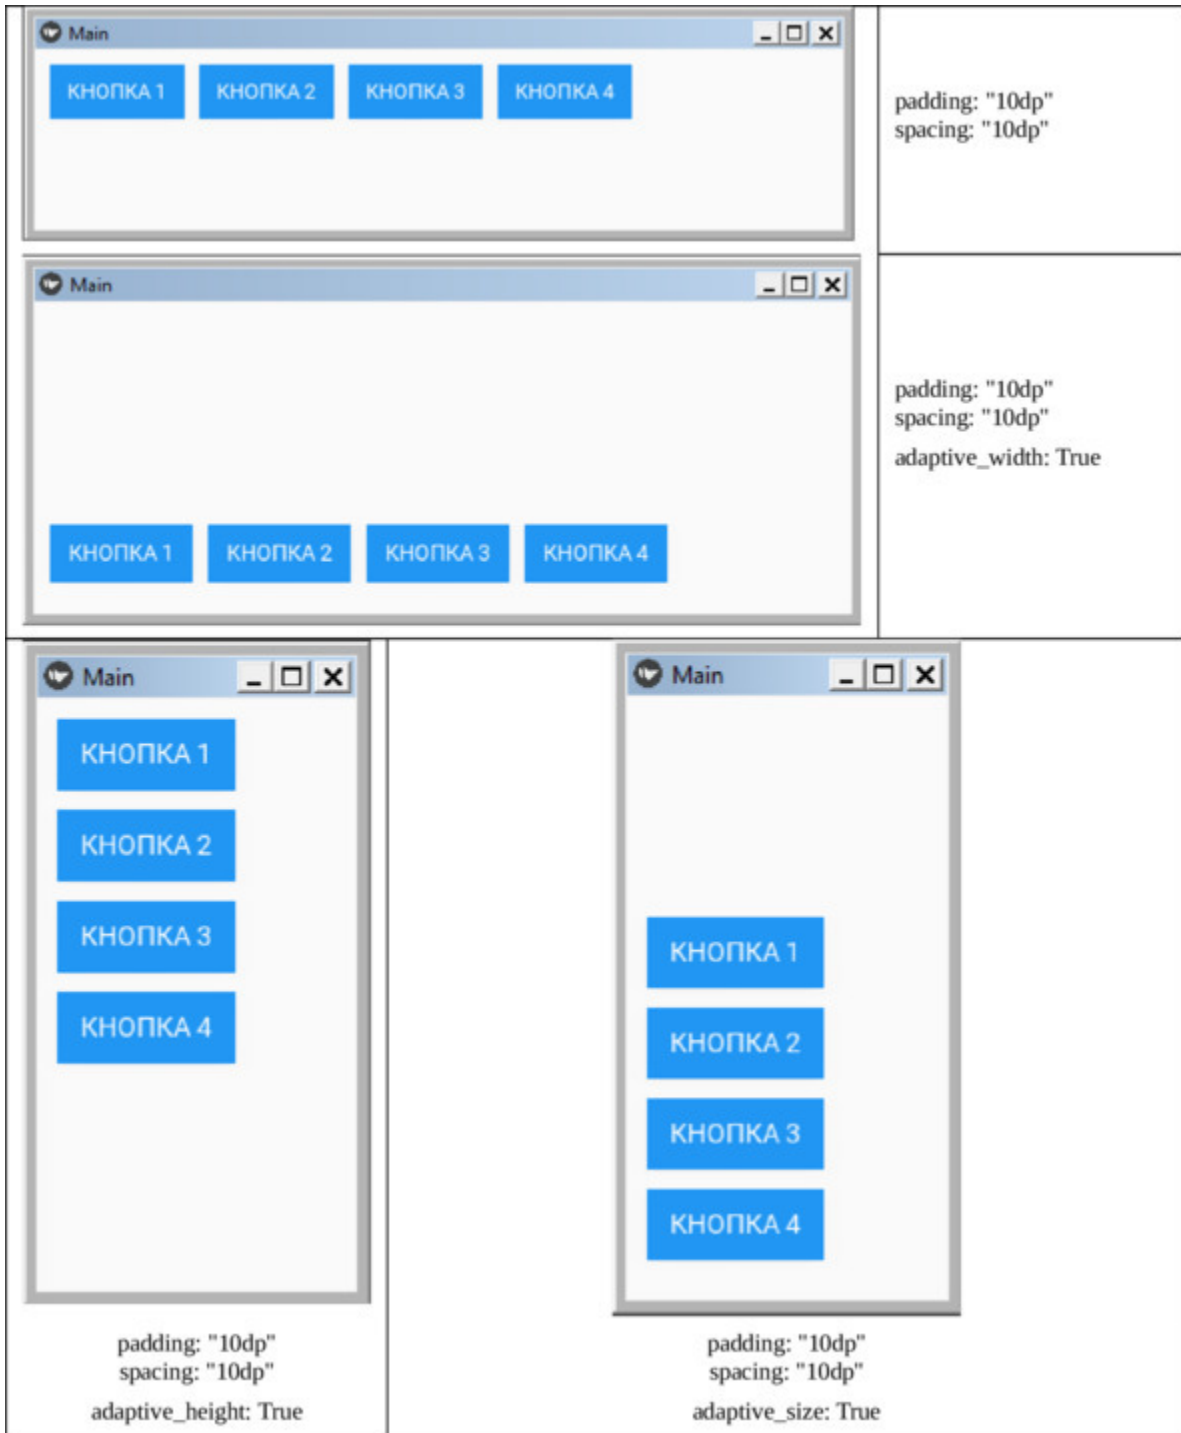 Main
КНОПКА 1 КНОПКА 2 КНОПКА 3 КНОПКА 4
padding: "10dp"
spacing: "10dp"
Main
КНОПКА 1 КНОПКА 2 КНОПКА 3 КНОПКА 4
padding: "10dp"
spacing: "10dp"
adaptive_width: True
Main
КНОПКА 1
КНОПКА 2
КНОПКА 3
КНОПКА 4
padding: "10dp"
spacing: "10dp"
adaptive_height: True
Main
КНОПКА 1
КНОПКА 2
КНОПКА 3
КНОПКА 4
padding: "10dp"
spacing: "10dp"
adaptive_size: True